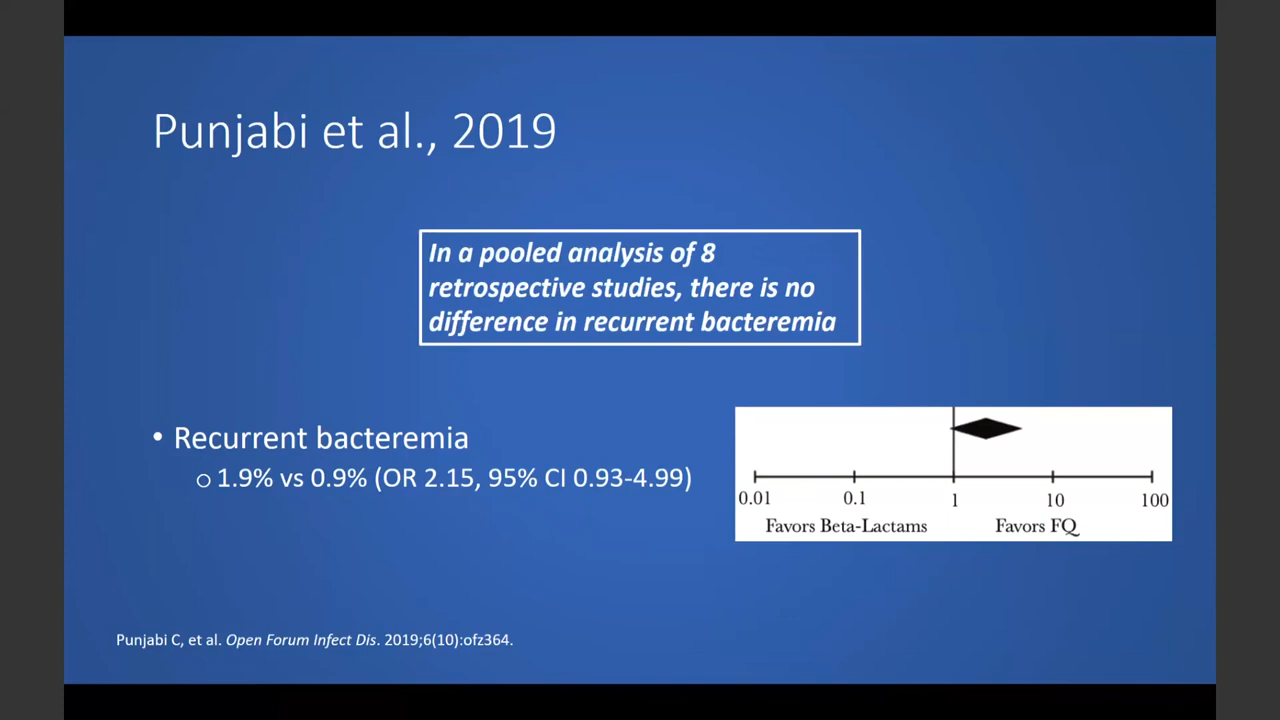 Punjabi et al., 2019
In a pooled analysis of 8
retrospective studies, there is no
difference in recurrent bacteremia
• Recurrent bacteremia
o 1.9% vs 0.9% (OR 2.15, 95% CI 0.93-4.99)
0.01 0.1 1 10 100
Favors Beta-Lactams Favors FQ
Punjabi C, et al. Open Forum Infect Dis. 2019;6(10):ofz364.